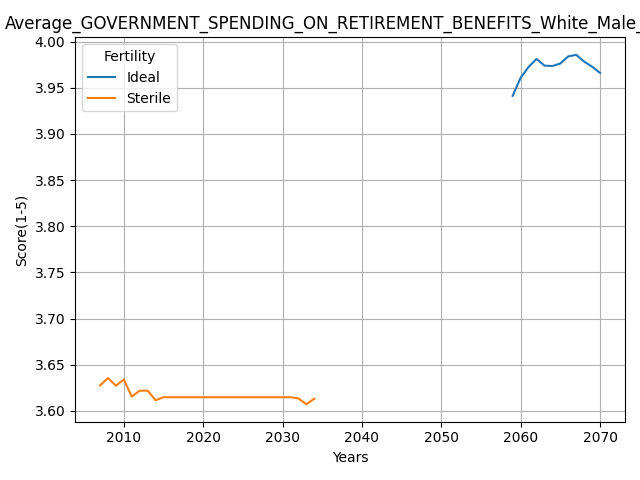 Average_GOVERNMENT_SPENDING_ON_RETIREMENT_BENEFITS_White_Male_
4.00
3.95
3.90
3.85
3.80
3.75
3.70
3.65
3.60
Score(1-5)
Fertility
Ideal
Sterile
2010 2020 2030 2040 2050 2060 2070
Years